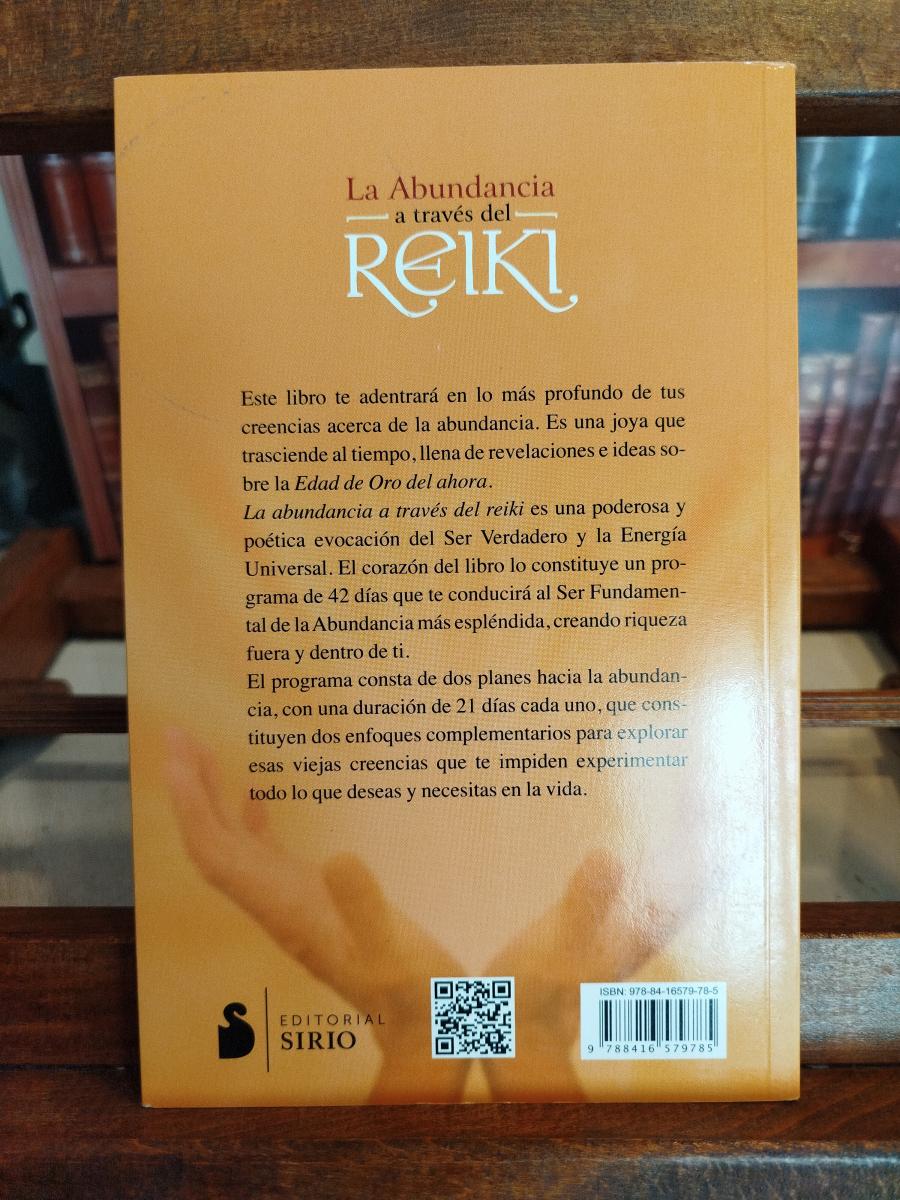 La Abundancia
a través del
REIKI
Este libro te adentrará en lo más profundo de tus
creencias acerca de la abundancia. Es una joya que
trasciende al tiempo, llena de revelaciones e ideas so-
bre la Edad de Oro del ahora.
La abundancia a través del reiki es una poderosa y
poética evocación del Ser Verdadero y la Energía
Universal. El corazón del libro lo constituye un pro-
grama de 42 días que te conducirá al Ser Fundamen-
tal de la Abundancia más espléndida, creando riqueza
fuera y dentro de ti.
El programa consta de dos planes hacia la abundan-
cia, con una duración de 21 días cada uno, que cons-
tituyen dos enfoques complementarios para explorar
esas viejas creencias que te impiden experimentar
todo lo que deseas y necesitas en la vida.
EDITORIAL
SIRIO
ISBN: 978-84-16579-78-5
9 788416 579785